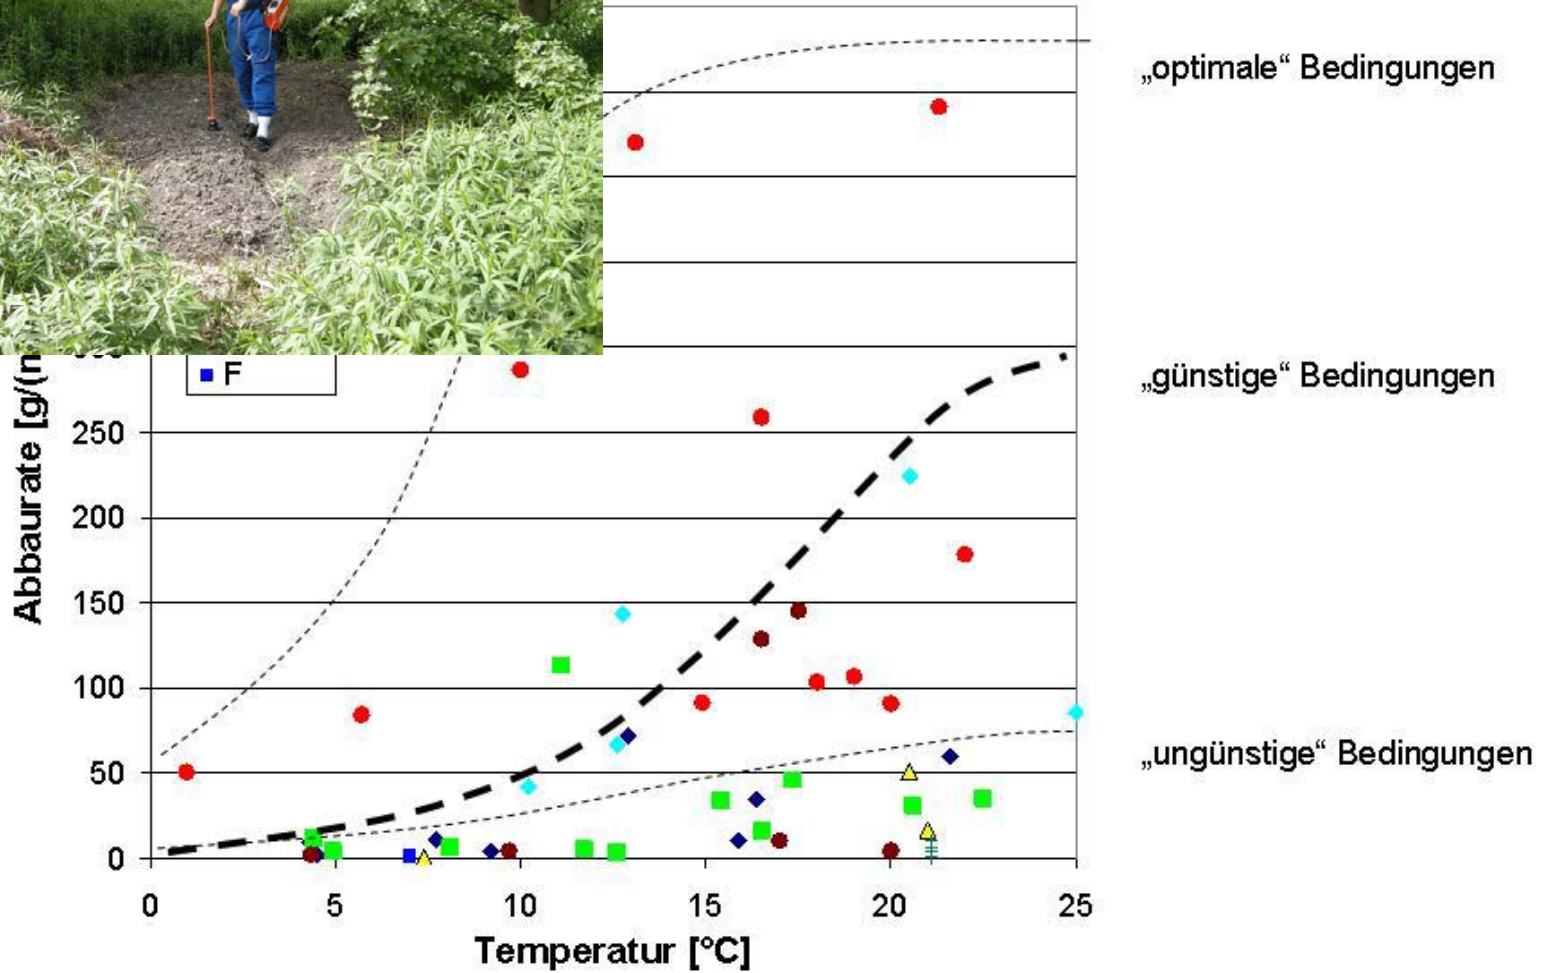 „optimale“ Bedingungen
F
„günstige“ Bedingungen
Abbaurate [g/(
250
200
150
100
50
0
„ungünstige“ Bedingungen
0 5 10 15 20 25
Temperatur [°C]